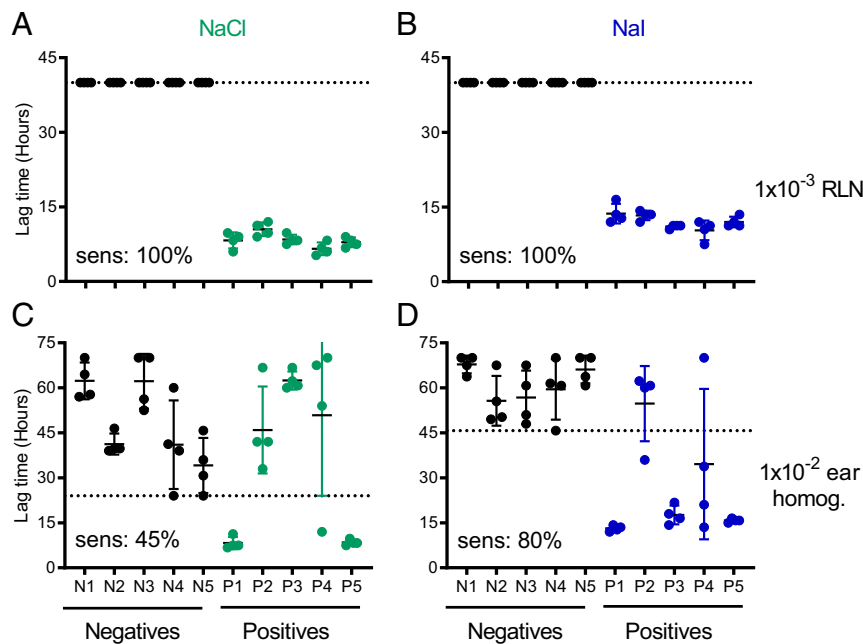 A
NaCl
B
NaI
45
30
15
0
Lag time (Hours)
sens: 100%
45
30
15
0
sens: 100%
1x10⁻³ RLN
C
75
60
45
30
15
0
Lag time (Hours)
sens: 45%
N1 N2 N3 N4 N5 P1 P2 P3 P4 P5
Negatives Positives
D
75
60
45
30
15
0
sens: 80%
N1 N2 N3 N4 N5 P1 P2 P3 P4 P5
Negatives Positives
1x10⁻² ear
homog.